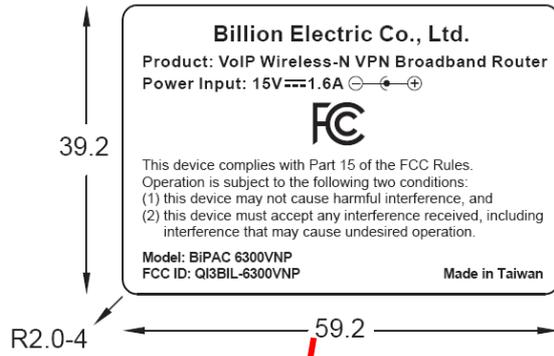 Billion Electric Co., Ltd.
Product: VoIP Wireless-N VPN Broadband Router
Power Input: 15V⎓1.6A
FC
39.2
This device complies with Part 15 of the FCC Rules.
Operation is subject to the following two conditions:
(1) this device may not cause harmful interference, and
(2) this device must accept any interference received, including
interference that may cause undesired operation.
Model: BiPAC 6300VNP
FCC ID: QI3BIL-6300VNP Made in Taiwan
R2.0-4
59.2